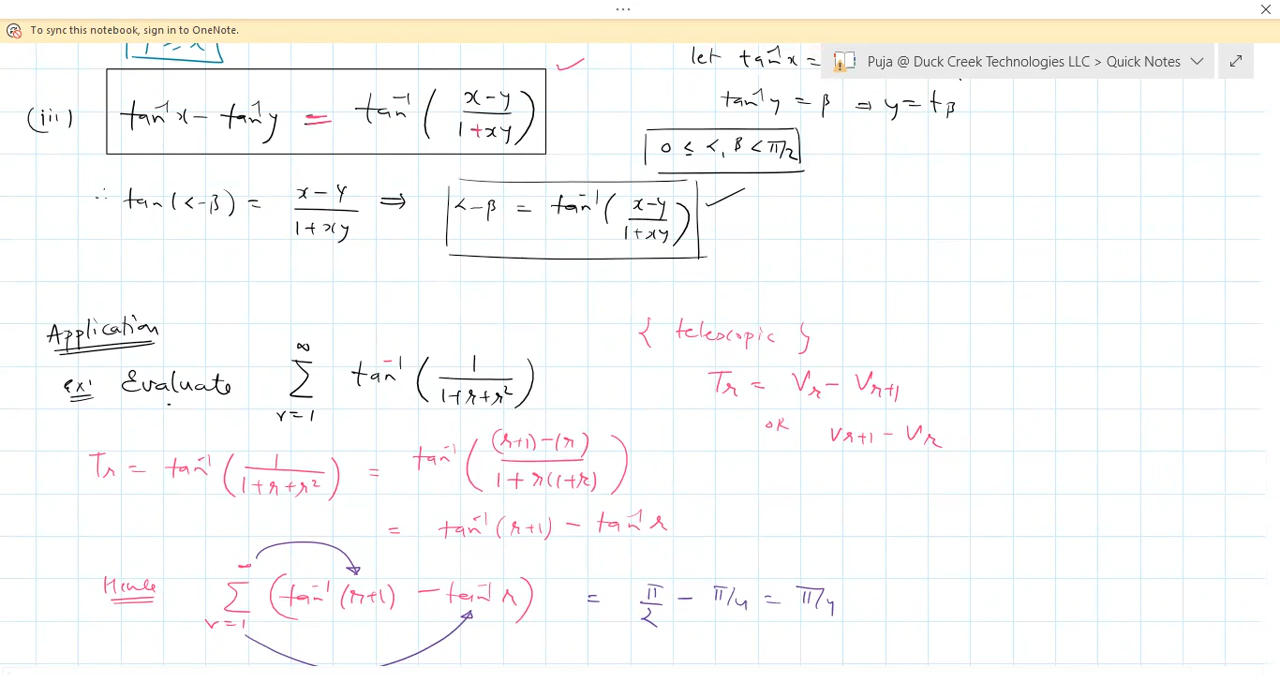 To sync this notebook, sign in to OneNote.
let tan⁻¹x =
Puja @ Duck Creek Technologies LLC > Quick Notes
(iii) tan⁻¹x − tan⁻¹y = tan⁻¹((x−y)/(1+xy))
tan⁻¹y = β ⇒ y = tβ
0 ≤ α, β < π/2
∴ tan(α−β) = (x−y)/(1+xy) ⇒ α−β = tan⁻¹((x−y)/(1+xy))
Application
{ telescopic }
ex: Evaluate ∑_{r=1}^{∞} tan⁻¹(1/(1+r+r²))
Tr = Vr − Vr+1
OR Vr+1 − Vr
Tr = tan⁻¹(1/(1+r+r²)) = tan⁻¹(((r+1)−(r))/(1+r(1+r)))
= tan⁻¹(r+1) − tan⁻¹r
Hence ∑_{r=1}^{∞} (tan⁻¹(r+1) − tan⁻¹r) = π/2 − π/4 = π/4